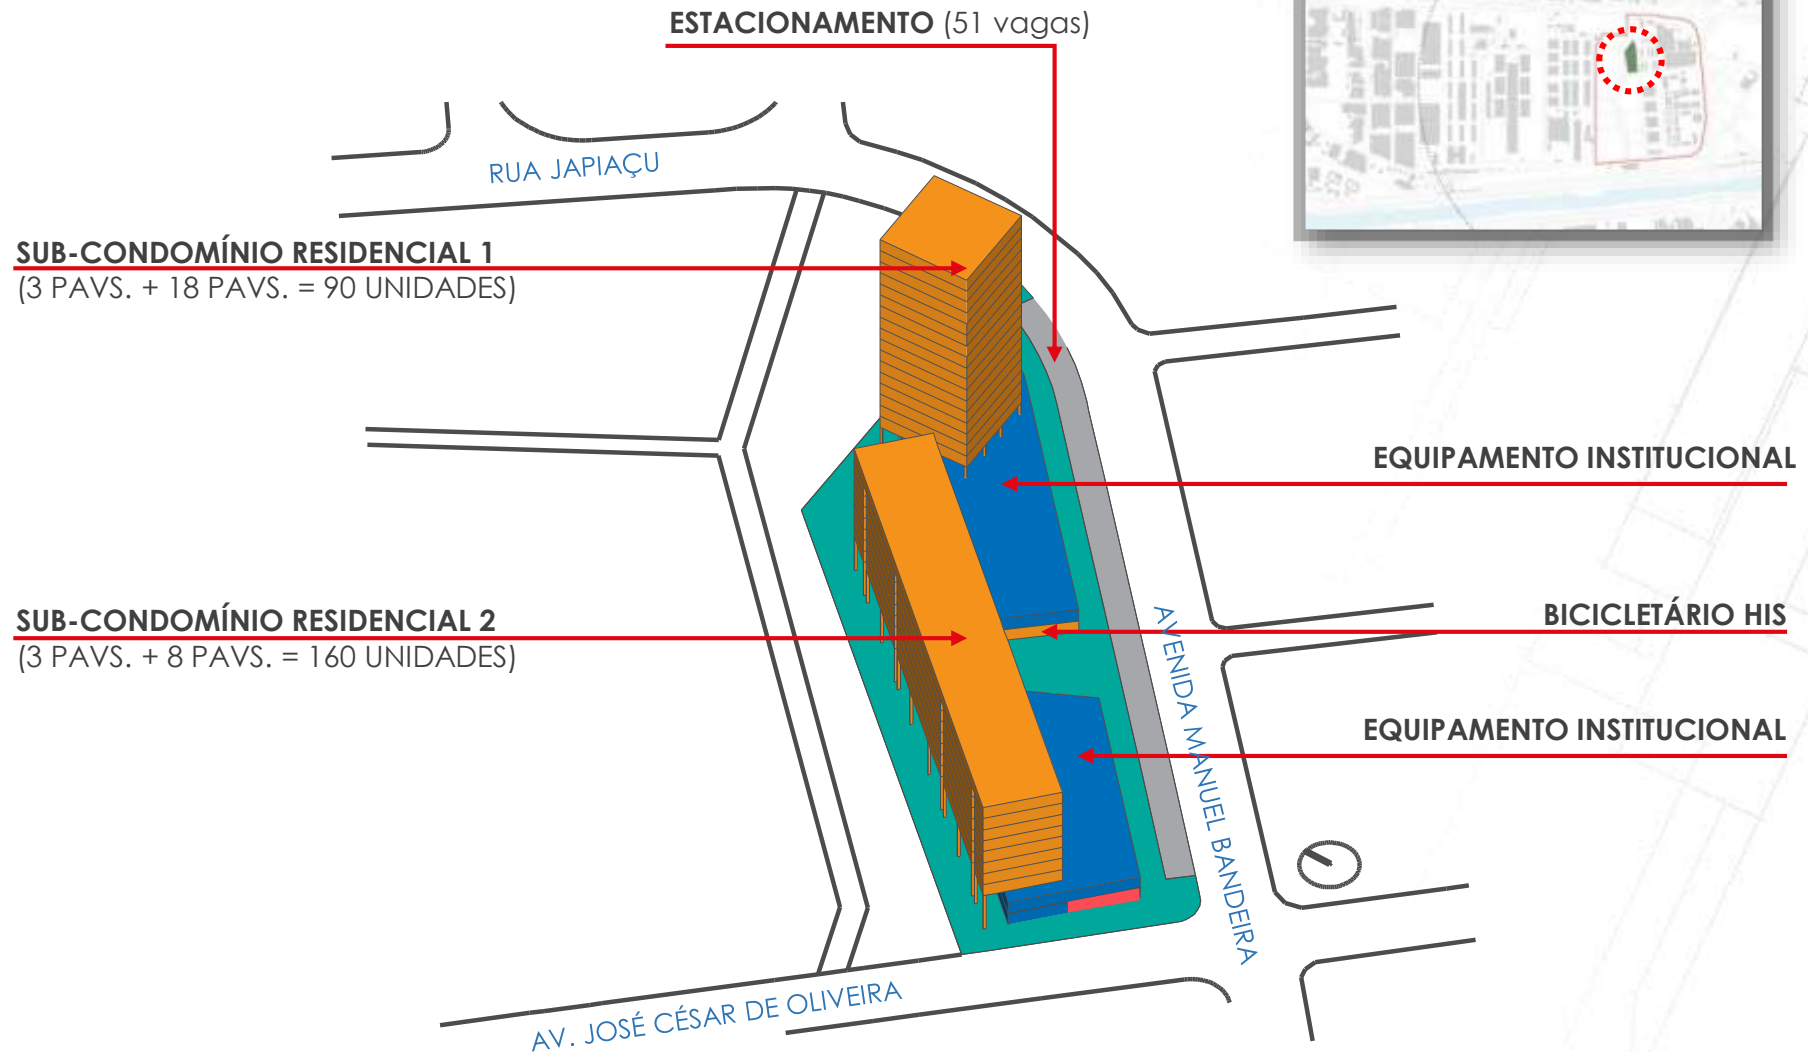 ESTACIONAMENTO (51 vagas)
RUA JAPIAÇU
SUB-CONDOMÍNIO RESIDENCIAL 1
(3 PAVS. + 18 PAVS. = 90 UNIDADES)
EQUIPAMENTO INSTITUCIONAL
SUB-CONDOMÍNIO RESIDENCIAL 2
(3 PAVS. + 8 PAVS. = 160 UNIDADES)
BICICLETÁRIO HIS
EQUIPAMENTO INSTITUCIONAL
AVENIDA MANUEL BANDEIRA
AV. JOSÉ CÉSAR DE OLIVEIRA